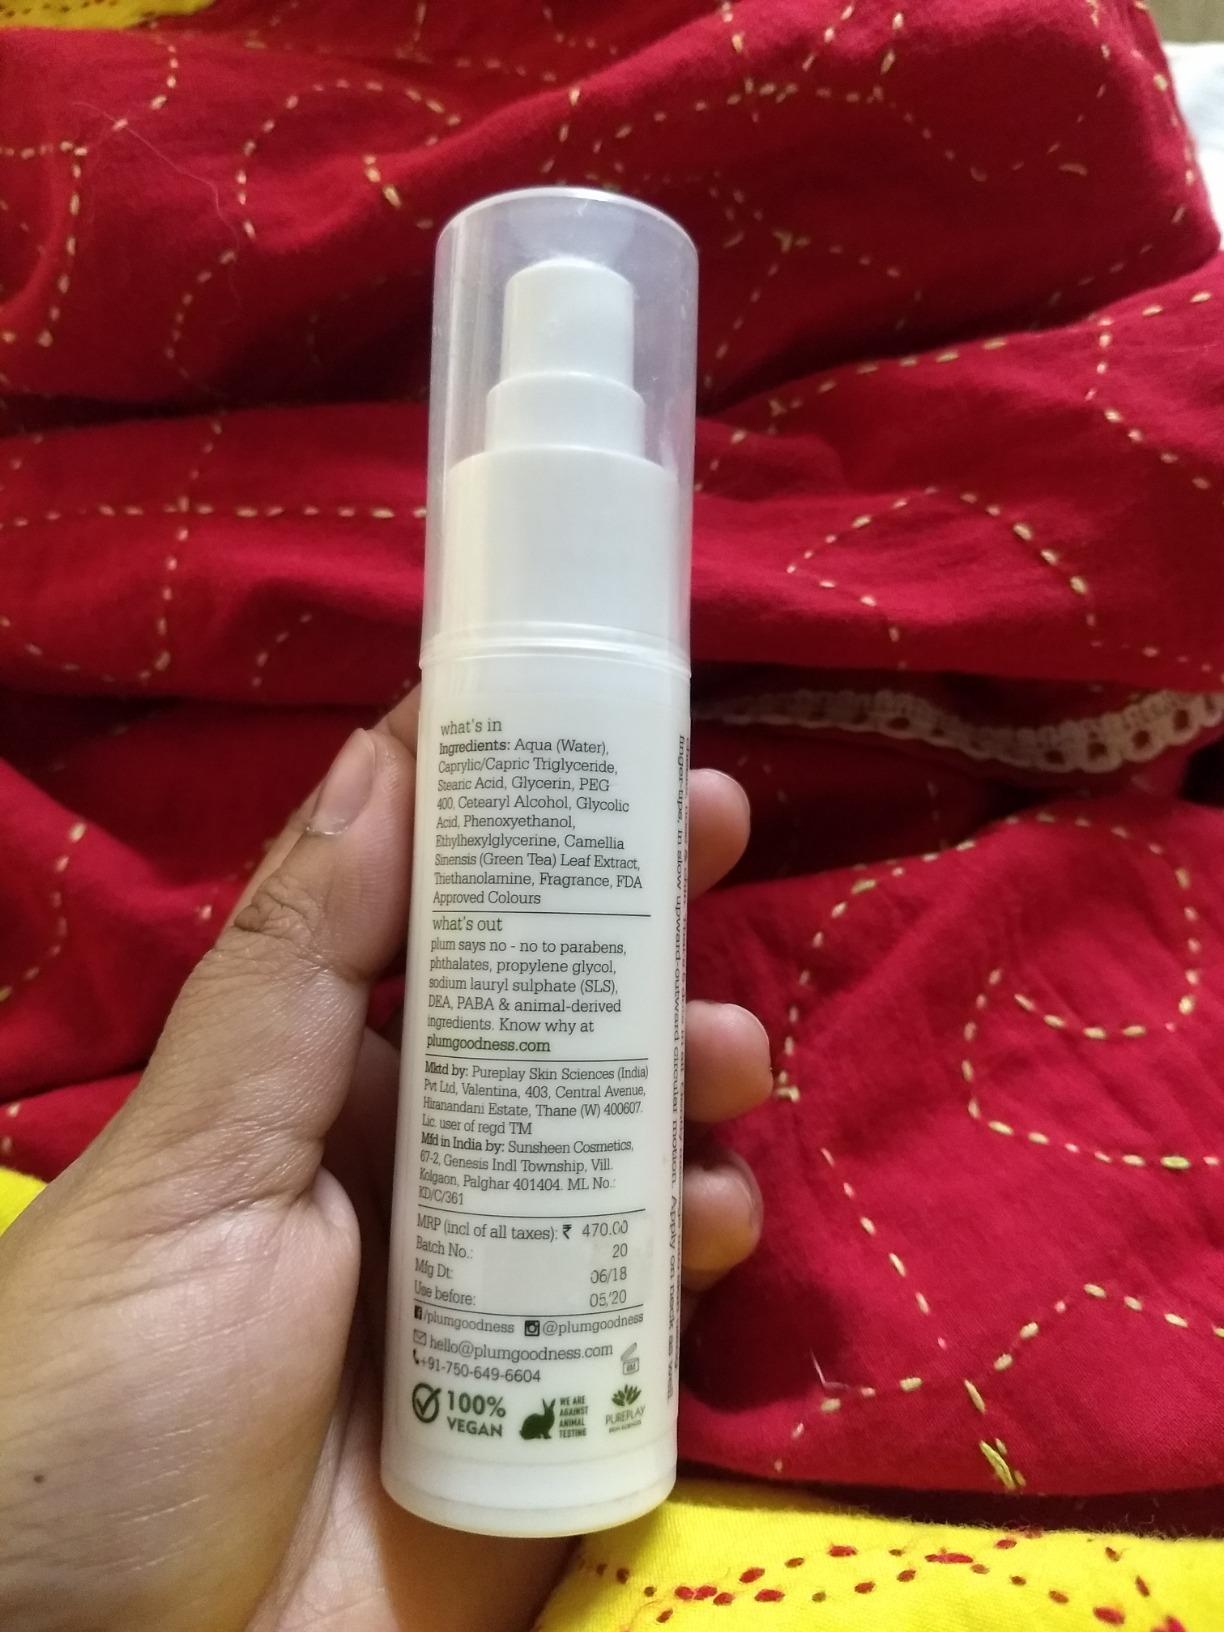 what's in
Ingredients: Aqua (Water),
Caprylic/Capric Triglyceride,
Stearic Acid, Glycerin, PEG
400, Cetearyl Alcohol, Glycolic
Acid, Phenoxyethanol,
Ethylhexylglycerine, Camellia
Sinensis (Green Tea) Leaf Extract,
Triethanolamine, Fragrance, FDA
Approved Colours
what's out
plum says no - no to parabens,
phthalates, propylene glycol,
sodium lauryl sulphate (SLS),
DEA, PABA & animal-derived
ingredients. Know why at
plumgoodness.com
Mktd by: Pureplay Skin Sciences (India)
Pvt Ltd, Valentina, 403, Central Avenue,
Hiranandani Estate, Thane (W) 400607.
Lic. user of regd TM
Mfd in India by: Sunsheen Cosmetics,
67-2, Genesis Indl Township, Vill.
Kolgaon, Palghar 401404. ML No.:
KD/C/361
MRP (incl of all taxes): ₹ 470.00
Batch No.: 20
Mfg Dt: 06/18
Use before: 05/20
/plumgoodness @plumgoodness
hello@plumgoodness.com
+91-750-649-6604
100%
VEGAN
WE ARE
AGAINST
ANIMAL
TESTING
PUREPLAY
SKIN SCIENCES
finger-tips, in slow upward-outward circular motion. Apply on neck as well.